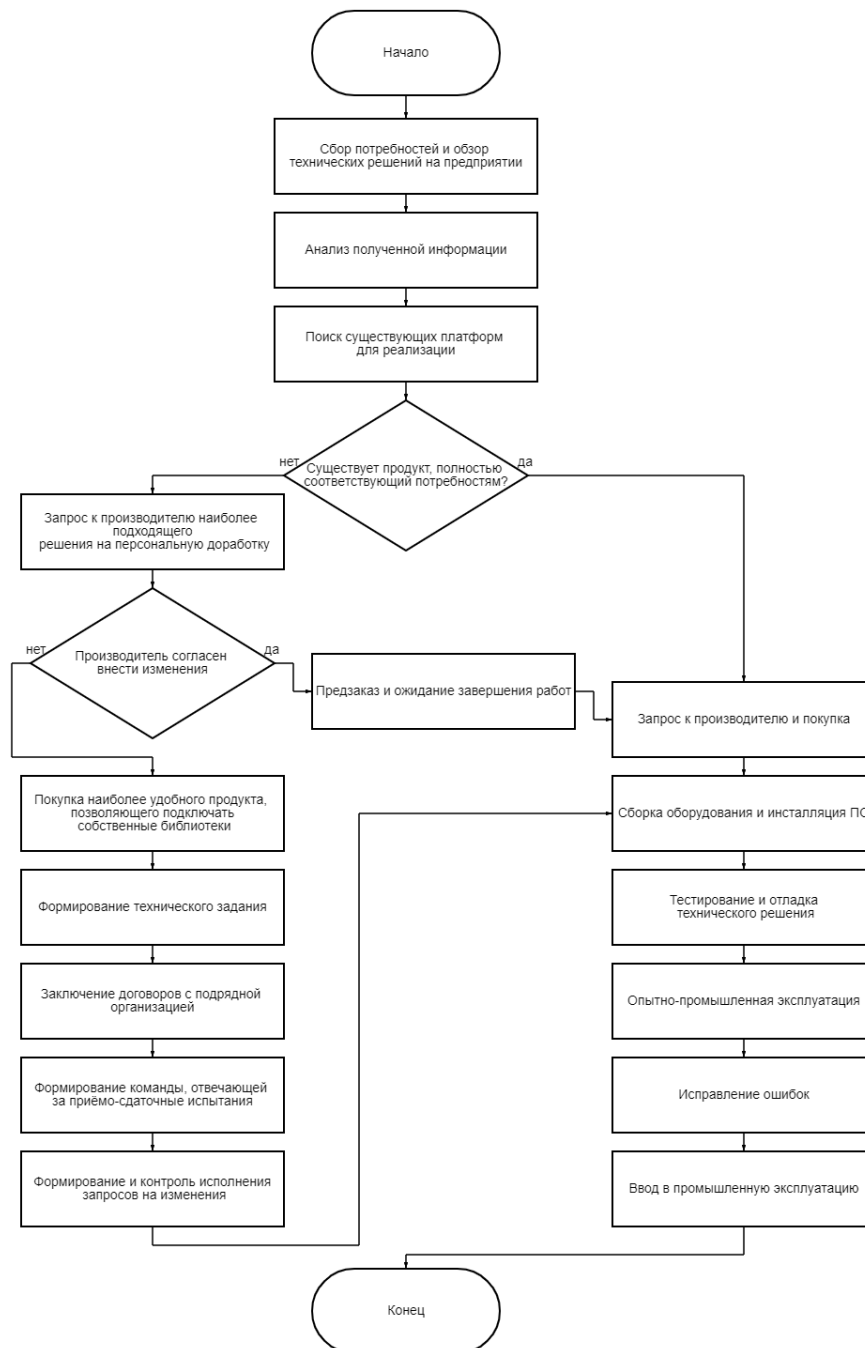 Начало
Сбор потребностей и обзор
технических решений на предприятии
Анализ полученной информации
Поиск существующих платформ
для реализации
нет
Существует продукт, полностью
соответствующий потребностям?
да
Запрос к производителю наиболее
подходящего
решения на персональную доработку
нет
Производитель согласен
внести изменения
да
Предзаказ и ожидание завершения работ
Запрос к производителю и покупка
Покупка наиболее удобного продукта,
позволяющего подключать
собственные библиотеки
Сборка оборудования и инсталляция ПО
Формирование технического задания
Тестирование и отладка
технического решения
Заключение договоров с подрядной
организацией
Опытно-промышленная эксплуатация
Формирование команды, отвечающей
за приёмо-сдаточные испытания
Исправление ошибок
Формирование и контроль исполнения
запросов на изменения
Ввод в промышленную эксплуатацию
Конец